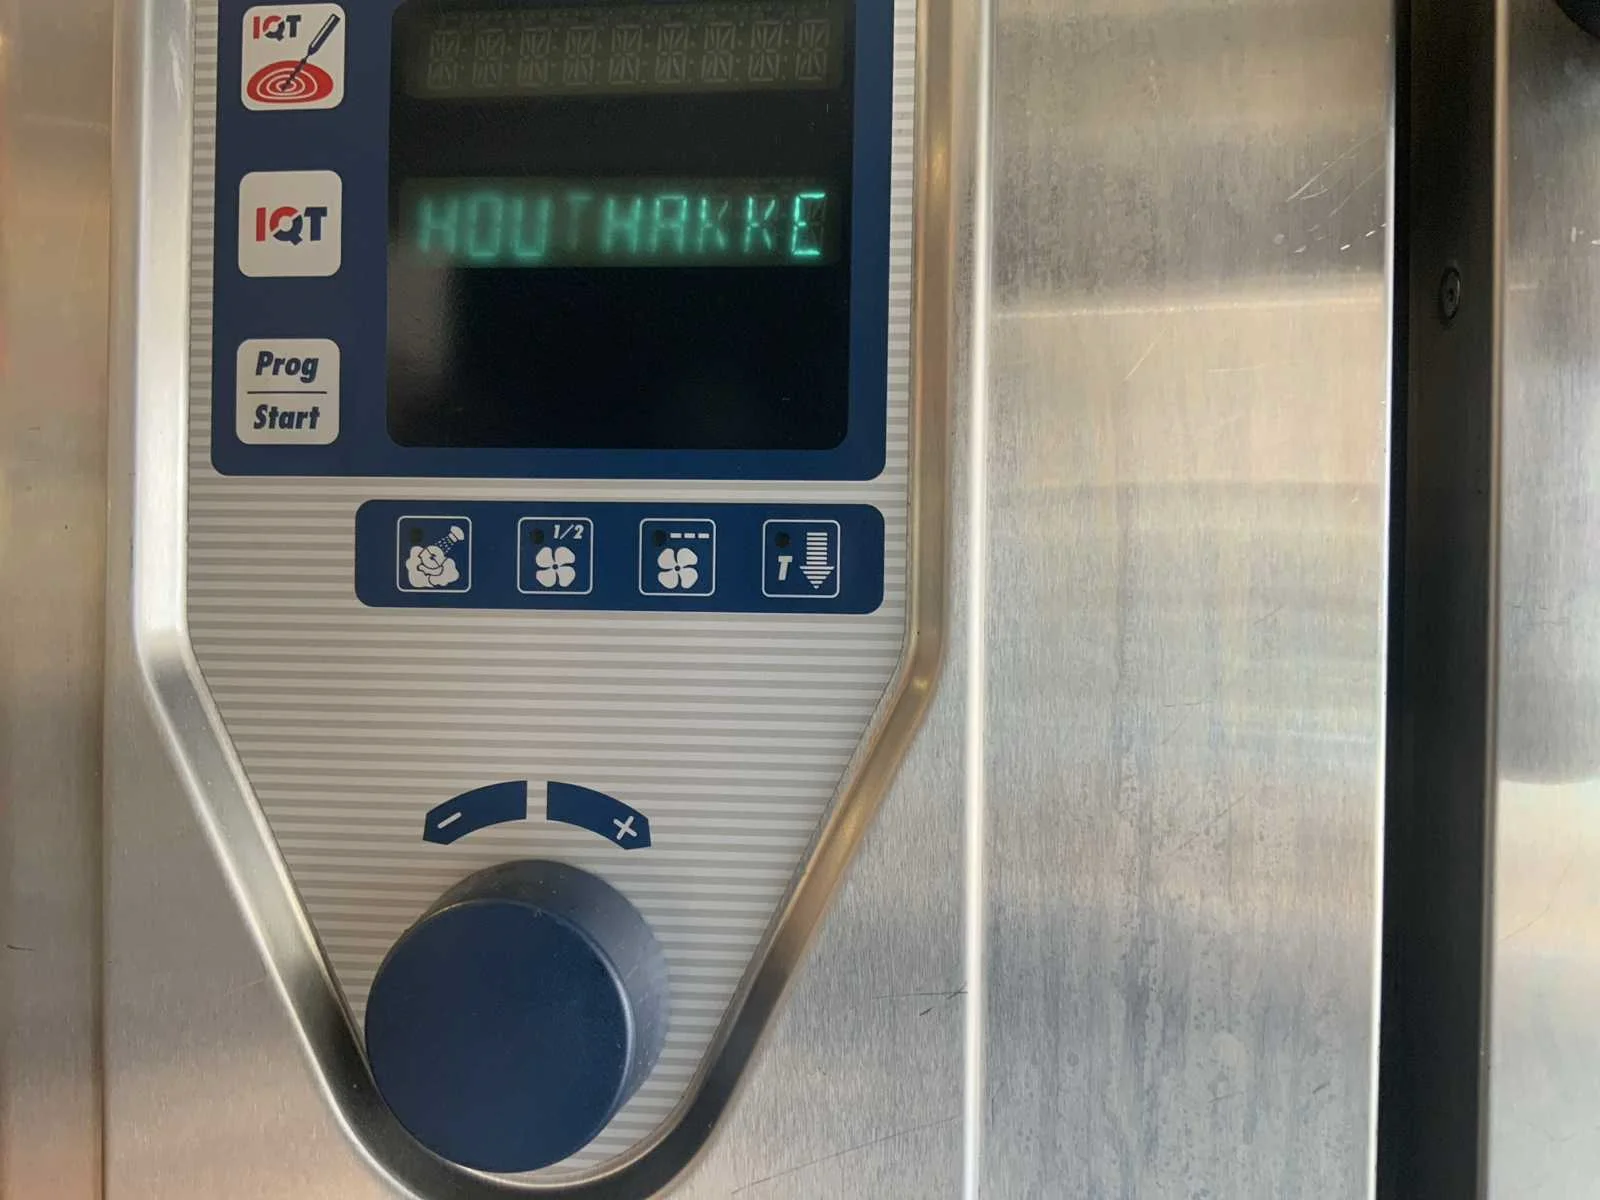 IQT
HOUTHAKKE
IQT
Prog
Start
1/2
T
- +